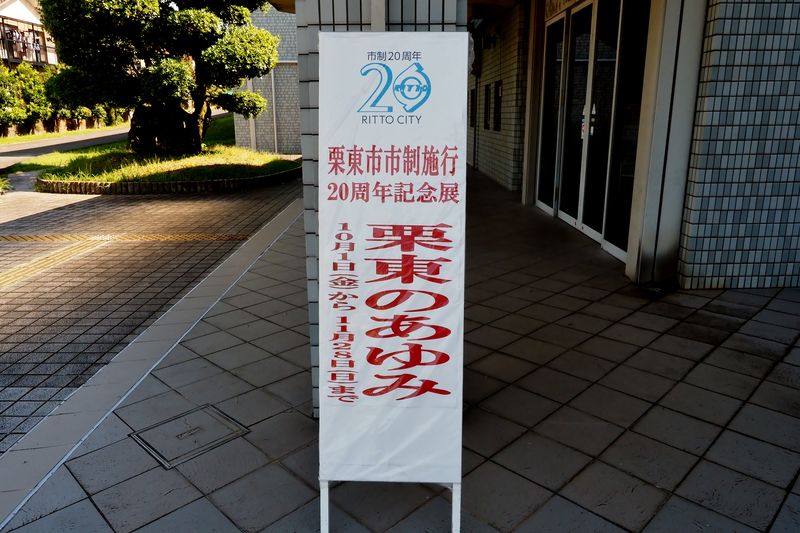 市制20周年
20
RITTO
RITTO CITY
栗東市市制施行
20周年記念展
栗東のあゆみ
10月1日(金)から11月28日(日)まで